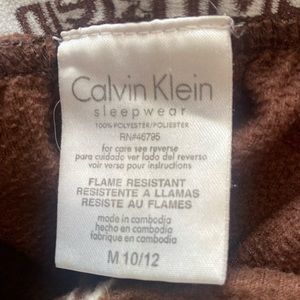 Calvin Klein
sleepwear
100% POLYESTER/POLIESTER
RN#46795
for care see reverse
para cuidado ver lado del reverso
voir verso pour instructions
FLAME RESISTANT
RESISTENTE A LLAMAS
RESISTE AU FLAMES
made in cambodia
hecho en cambodia
fabrique en cambodia
M 10/12